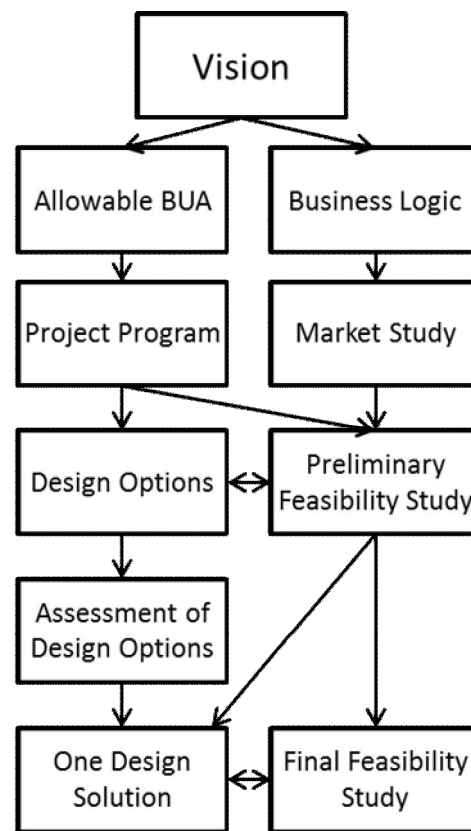 Vision
Allowable BUA
Business Logic
Project Program
Market Study
Design Options
Preliminary
Feasibility Study
Assessment of
Design Options
One Design
Solution
Final Feasibility
Study